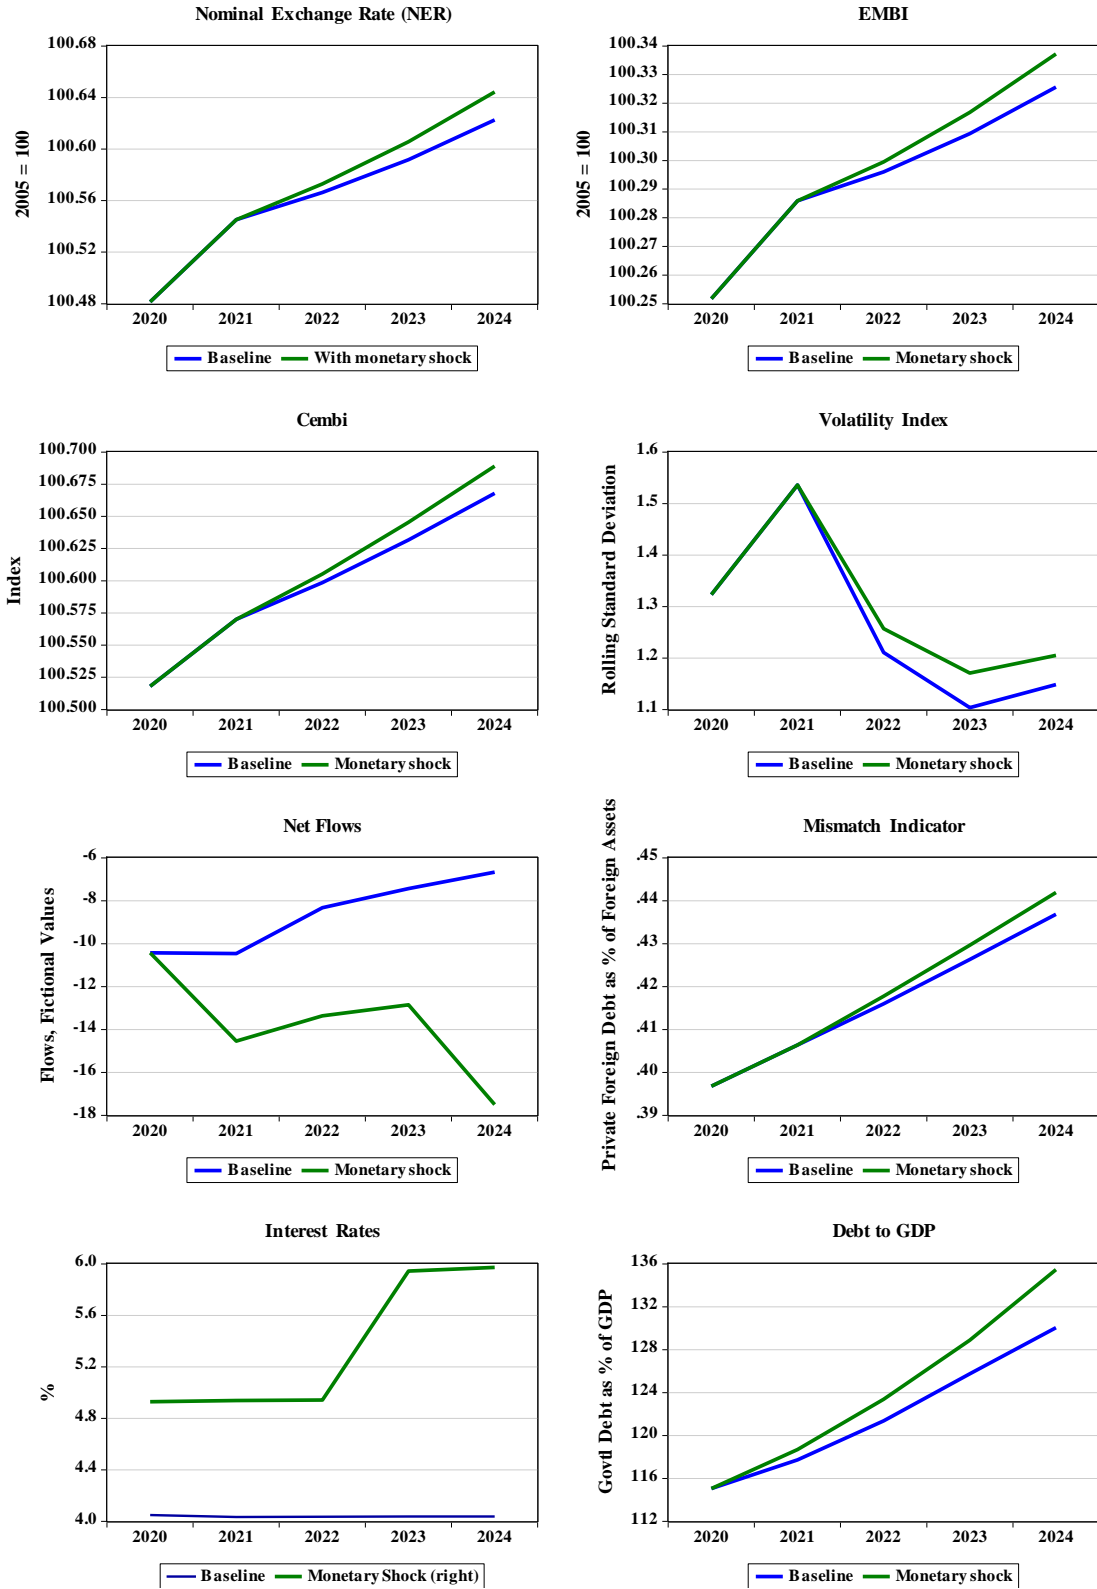 Nominal Exchange Rate (NER)
2005 = 100
100.68
100.64
100.60
100.56
100.52
100.48
2020 2021 2022 2023 2024
Baseline With monetary shock
EMBI
2005 = 100
100.34
100.33
100.32
100.31
100.30
100.29
100.28
100.27
100.26
100.25
2020 2021 2022 2023 2024
Baseline Monetary shock
Cembi
Index
100.700
100.675
100.650
100.625
100.600
100.575
100.550
100.525
100.500
2020 2021 2022 2023 2024
Baseline Monetary shock
Volatility Index
Rolling Standard Deviation
1.6
1.5
1.4
1.3
1.2
1.1
2020 2021 2022 2023 2024
Baseline Monetary shock
Net Flows
Flows, Fictional Values
-6
-8
-10
-12
-14
-16
-18
2020 2021 2022 2023 2024
Baseline Monetary shock
Mismatch Indicator
Private Foreign Debt as % of Foreign Assets
.45
.44
.43
.42
.41
.40
.39
2020 2021 2022 2023 2024
Baseline Monetary shock
Interest Rates
%
6.0
5.6
5.2
4.8
4.4
4.0
2020 2021 2022 2023 2024
Baseline Monetary Shock (right)
Debt to GDP
Govtl Debt as % of GDP
136
132
128
124
120
116
112
2020 2021 2022 2023 2024
Baseline Monetary shock